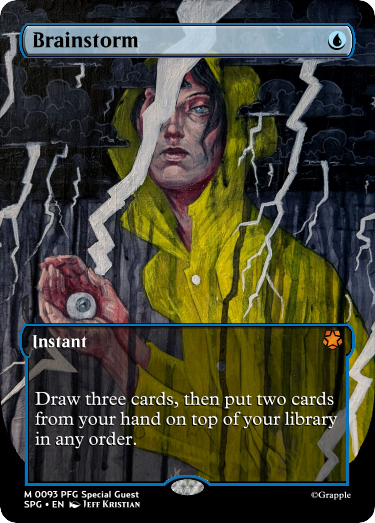 Brainstorm
Instant
Draw three cards, then put two cards
from your hand on top of your library
in any order.
M 0093 PFG Special Guest
SPG • EN Jeff Kristian
©Grapple